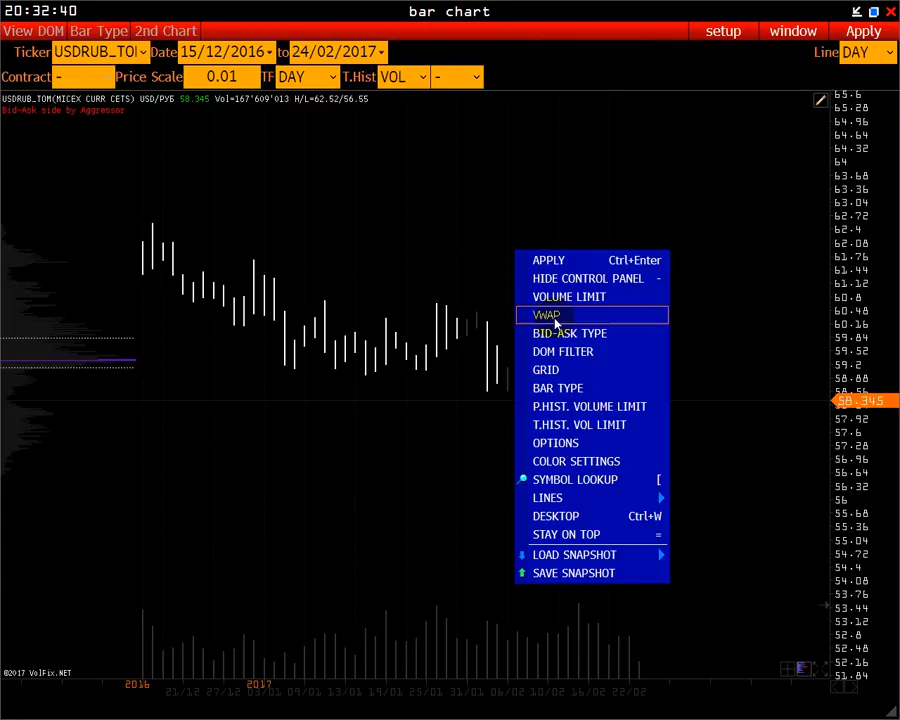 20:32:40 bar chart
View DOM Bar Type 2nd Chart setup window Apply
Ticker USDRUB_TO Date 15/12/2016 to 24/02/2017 Line DAY
Contract - Price Scale 0.01 TF DAY T.Hist VOL -
USDRUB_TOM(MICEX CURR CETS) USD/РУБ 58.345 Vol=167'609'013 H/L=62.52/56.55
Bid-Ask side by Aggressor
65.6
65.28
64.96
64.64
64.32
64
63.68
63.36
63.04
62.72
62.4
62.08
61.76
61.44
61.12
60.8
60.48
60.16
59.84
59.52
59.2
58.88
58.56
58.345
57.92
57.6
57.28
56.96
56.64
56.32
56
55.68
55.36
55.04
54.72
54.4
54.08
53.76
53.44
53.12
52.8
52.48
52.16
51.84
APPLY Ctrl+Enter
HIDE CONTROL PANEL -
VOLUME LIMIT
VWAP
BID-ASK TYPE
DOM FILTER
GRID
BAR TYPE
P.HIST. VOLUME LIMIT
T.HIST. VOL LIMIT
OPTIONS
COLOR SETTINGS
SYMBOL LOOKUP [
LINES
DESKTOP Ctrl+W
STAY ON TOP =
LOAD SNAPSHOT
SAVE SNAPSHOT
©2017 VolFix.NET
2016 2017
21/12 27/12 03/01 09/01 13/01 19/01 25/01 31/01 06/02 10/02 16/02 22/02